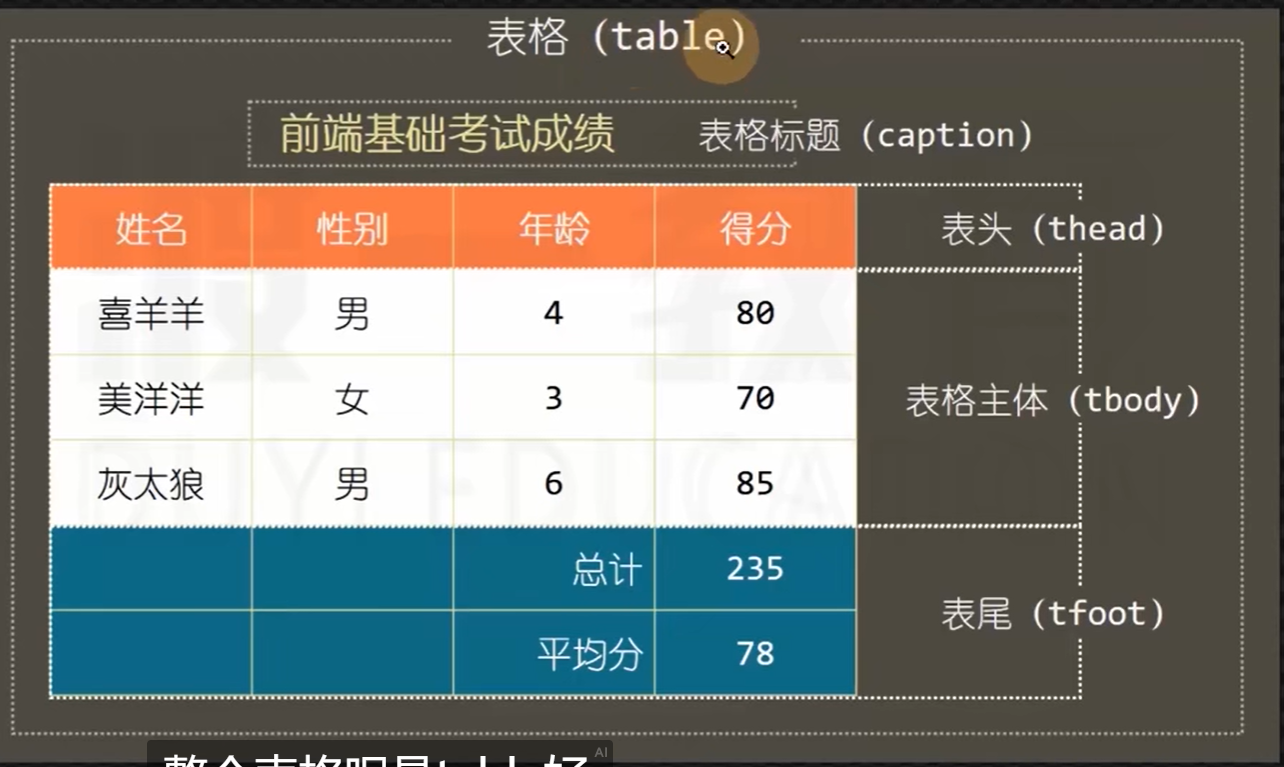 表格 (table)
前端基础考试成绩 表格标题 (caption)
姓名 性别 年龄 得分 表头 (thead)
喜羊羊 男 4 80
美洋洋 女 3 70 表格主体 (tbody)
灰太狼 男 6 85
总计 235
表尾 (tfoot)
平均分 78
DUYI EDUCATION
AI